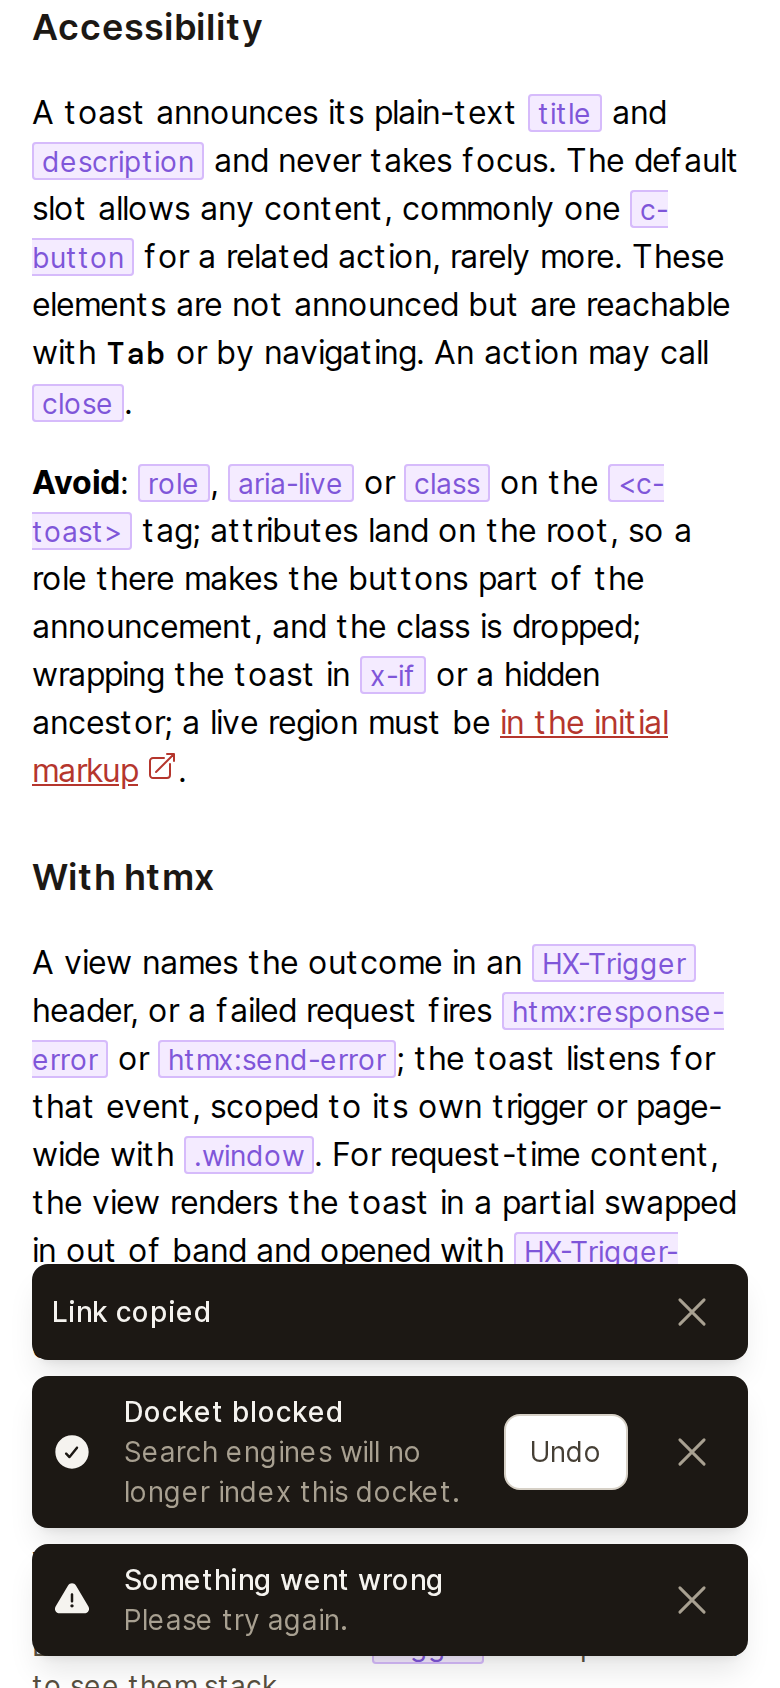 Accessibility
A toast announces its plain-text title and
description and never takes focus. The default
slot allows any content, commonly one c-
button for a related action, rarely more. These
elements are not announced but are reachable
with Tab or by navigating. An action may call
close.
Avoid: role, aria-live or class on the <c-
toast> tag; attributes land on the root, so a
role there makes the buttons part of the
announcement, and the class is dropped;
wrapping the toast in x-if or a hidden
ancestor; a live region must be in the initial
markup.
With htmx
A view names the outcome in an HX-Trigger
header, or a failed request fires htmx:response-
error or htmx:send-error; the toast listens for
that event, scoped to its own trigger or page-
wide with .window. For request-time content,
the view renders the toast in a partial swapped
in out of band and opened with HX-Trigger-
Link copied
Docket blocked
Search engines will no
longer index this docket.
Undo
Something went wrong
Please try again.
to see them stack.